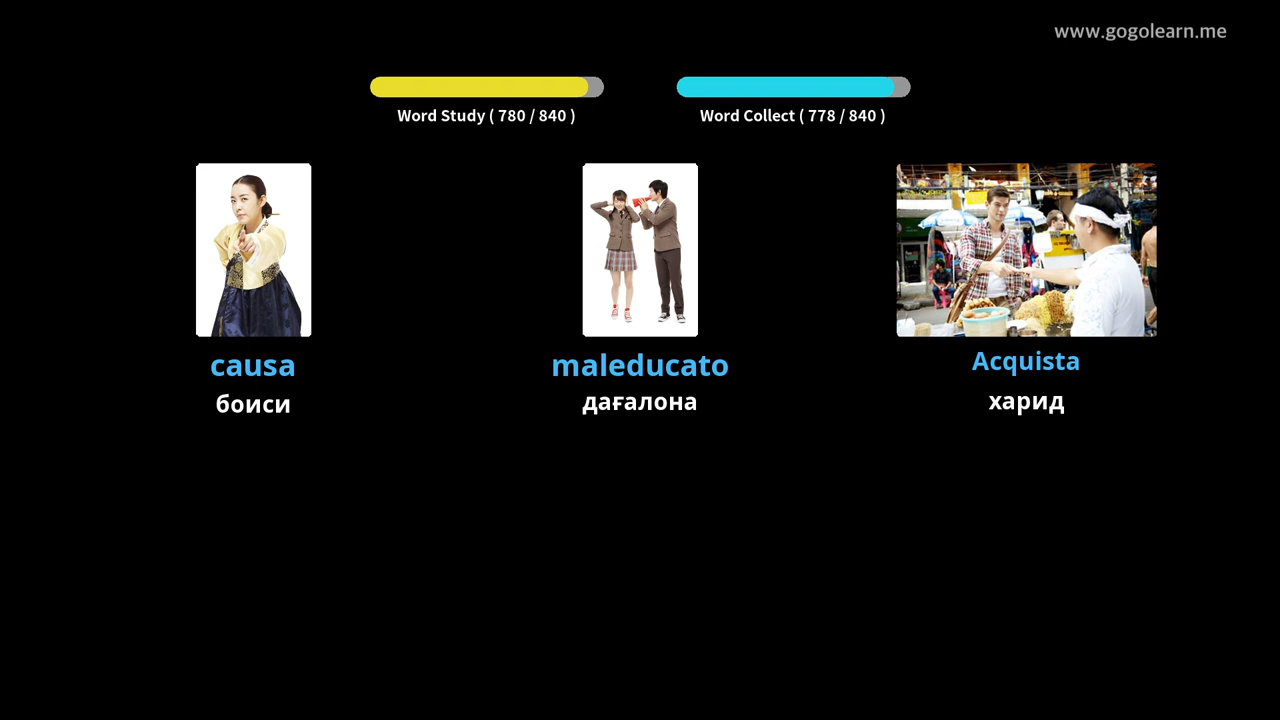 www.gogolearn.me
Word Study ( 780 / 840 )
Word Collect ( 778 / 840 )
causa
maleducato
Acquista
боиси
дағалона
харид